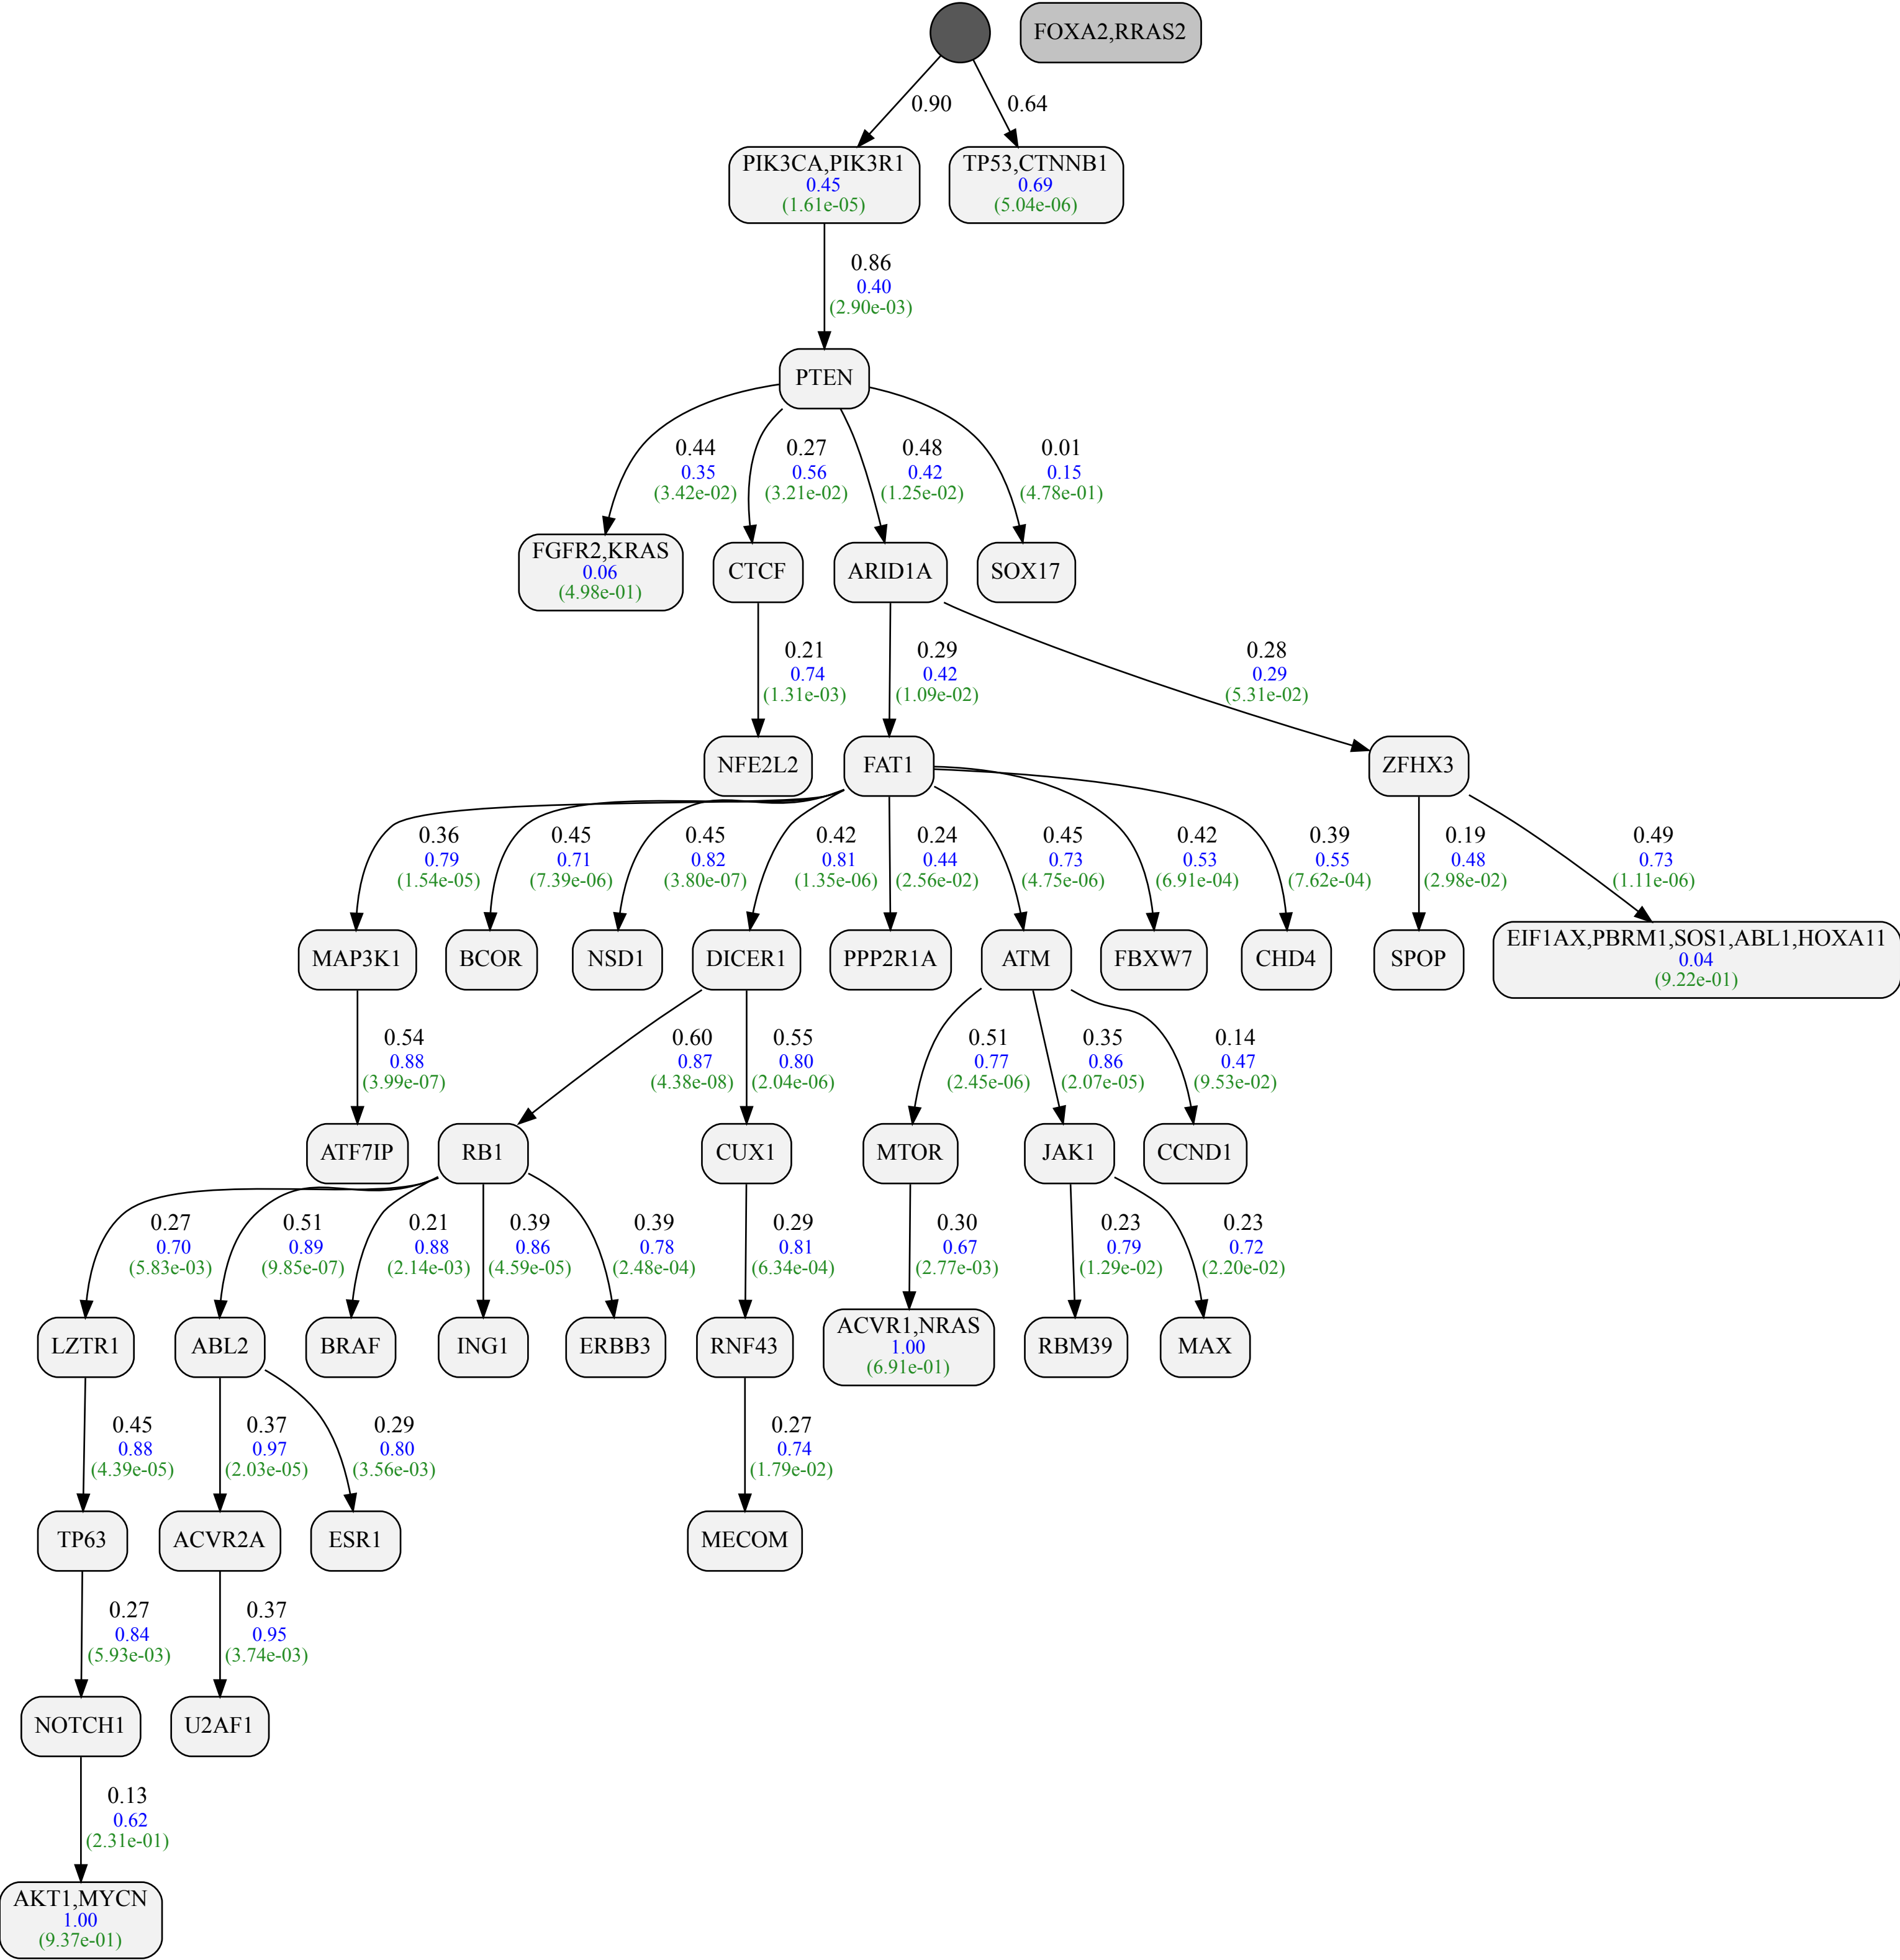 FOXA2,RRAS2
0.90
0.64
PIK3CA,PIK3R1
0.45
(1.61e-05)
TP53,CTNNB1
0.69
(5.04e-06)
0.86
0.40
(2.90e-03)
PTEN
0.44
0.35
(3.42e-02)
0.27
0.56
(3.21e-02)
0.48
0.42
(1.25e-02)
0.01
0.15
(4.78e-01)
FGFR2,KRAS
0.06
(4.98e-01)
CTCF
ARID1A
SOX17
0.21
0.74
(1.31e-03)
0.29
0.42
(1.09e-02)
0.28
0.29
(5.31e-02)
NFE2L2
FAT1
ZFHX3
0.36
0.79
(1.54e-05)
0.45
0.71
(7.39e-06)
0.45
0.82
(3.80e-07)
0.42
0.81
(1.35e-06)
0.24
0.44
(2.56e-02)
0.45
0.73
(4.75e-06)
0.42
0.53
(6.91e-04)
0.39
0.55
(7.62e-04)
0.19
0.48
(2.98e-02)
0.49
0.73
(1.11e-06)
MAP3K1
BCOR
NSD1
DICER1
PPP2R1A
ATM
FBXW7
CHD4
SPOP
EIF1AX,PBRM1,SOS1,ABL1,HOXA11
0.04
(9.22e-01)
0.54
0.88
(3.99e-07)
0.60
0.87
(4.38e-08)
0.55
0.80
(2.04e-06)
0.51
0.77
(2.45e-06)
0.35
0.86
(2.07e-05)
0.14
0.47
(9.53e-02)
ATF7IP
RB1
CUX1
MTOR
JAK1
CCND1
0.27
0.70
(5.83e-03)
0.51
0.89
(9.85e-07)
0.21
0.88
(2.14e-03)
0.39
0.86
(4.59e-05)
0.39
0.78
(2.48e-04)
0.29
0.81
(6.34e-04)
0.30
0.67
(2.77e-03)
0.23
0.79
(1.29e-02)
0.23
0.72
(2.20e-02)
LZTR1
ABL2
BRAF
ING1
ERBB3
RNF43
ACVR1,NRAS
1.00
(6.91e-01)
RBM39
MAX
0.45
0.88
(4.39e-05)
0.37
0.97
(2.03e-05)
0.29
0.80
(3.56e-03)
0.27
0.74
(1.79e-02)
TP63
ACVR2A
ESR1
MECOM
0.27
0.84
(5.93e-03)
0.37
0.95
(3.74e-03)
NOTCH1
U2AF1
0.13
0.62
(2.31e-01)
AKT1,MYCN
1.00
(9.37e-01)